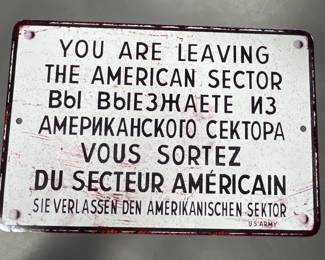 YOU ARE LEAVING
THE AMERICAN SECTOR
ВЫ ВЫЕЗЖАЕТЕ ИЗ
АМЕРИКАНСКОГО СЕКТОРА
VOUS SORTEZ
DU SECTEUR AMÉRICAIN
SIE VERLASSEN DEN AMERIKANISCHEN SEKTOR
US ARMY